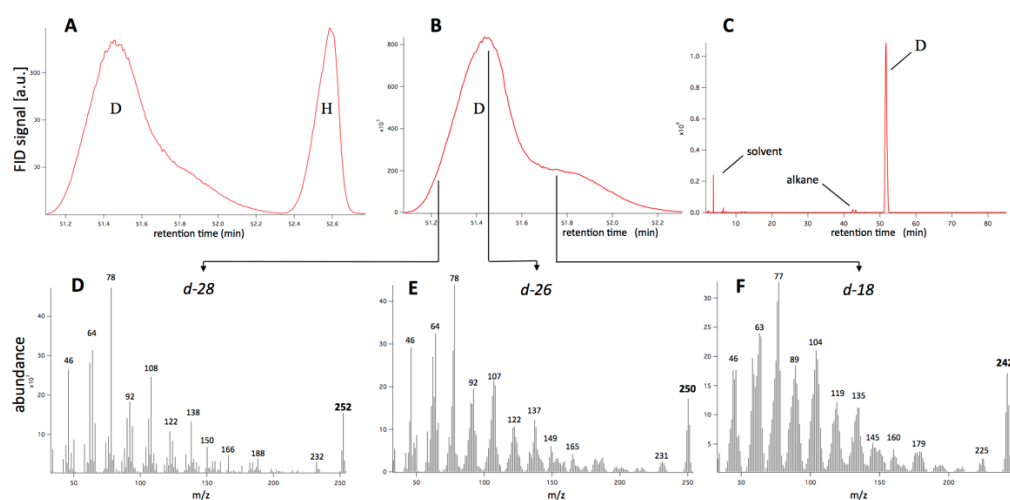 A
FID signal [a.u.]
300
D
H
51.2 51.4 51.6 51.8 52.0 52.2 52.4 52.6
retention time (min)
B
800
600
400
200
0
x10³
D
51.2 51.4 51.6 51.8 52.0 52.2
retention time (min)
C
1.0
0.8
0.6
0.4
0.2
0.0
D
solvent
alkane
10 20 30 40 50 60 70 80
retention time (min)
D
d-28
abundance
x10³
40
30
20
10
46
64
78
92
108
122
138
150
166
188
232
252
50 100 150 200 250
m/z
E
d-26
40
30
20
10
0
46
64
78
92
107
122
137
149
165
231
250
50 100 150 200 250
m/z
F
d-18
30
25
20
15
10
5
0
46
63
77
89
104
119
135
145
160
179
225
242
50 100 150 200
m/z